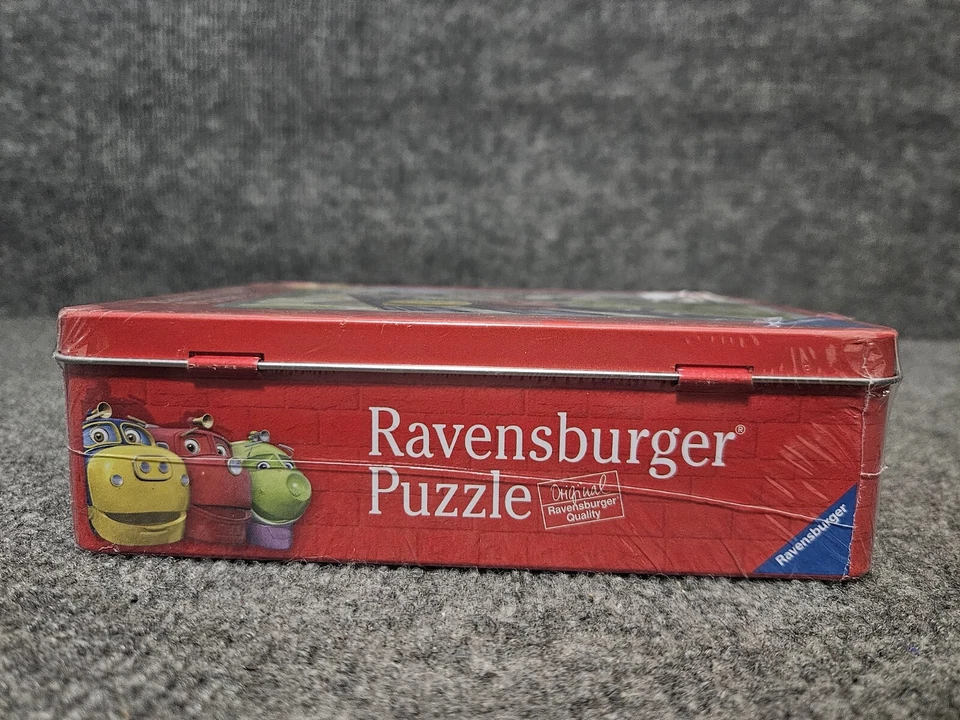 Ravensburger®
Puzzle
Original
Ravensburger
Quality
Ravensburger